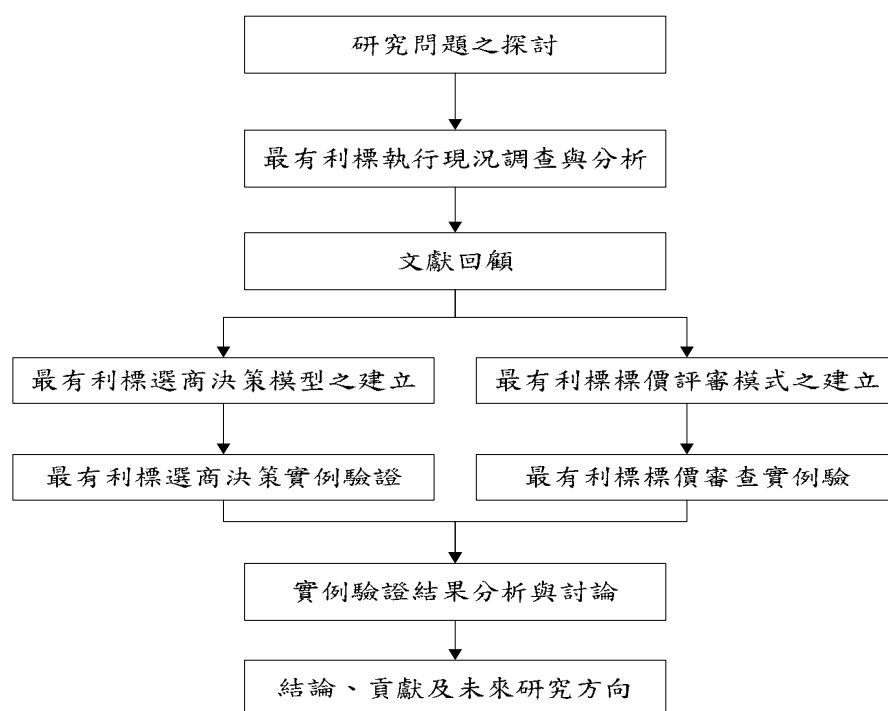 研究問題之探討
最有利標執行現況調查與分析
文獻回顧
最有利標選商決策模型之建立
最有利標標價評審模式之建立
最有利標選商決策實例驗證
最有利標標價審查實例驗
實例驗證結果分析與討論
結論、貢獻及未來研究方向